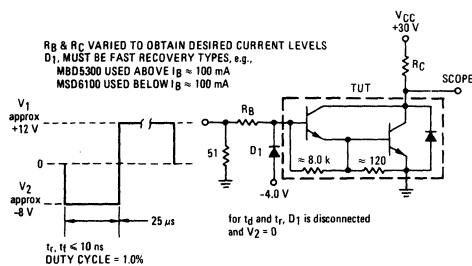 R_B & R_C VARIED TO OBTAIN DESIRED CURRENT LEVELS
D_1, MUST BE FAST RECOVERY TYPES, e.g.,
MBD5300 USED ABOVE I_B ≈ 100 mA
MSD6100 USED BELOW I_B ≈ 100 mA
V_CC
+30 V
R_C
SCOPE
TUT
V_1
approx
+12 V
0
V_2
approx
-8 V
25 μs
t_r, t_f ≤ 10 ns
DUTY CYCLE = 1.0%
R_B
51
D_1
-4.0 V
≈ 8.0 k
≈ 120
for t_d and t_r, D_1 is disconnected
and V_2 = 0